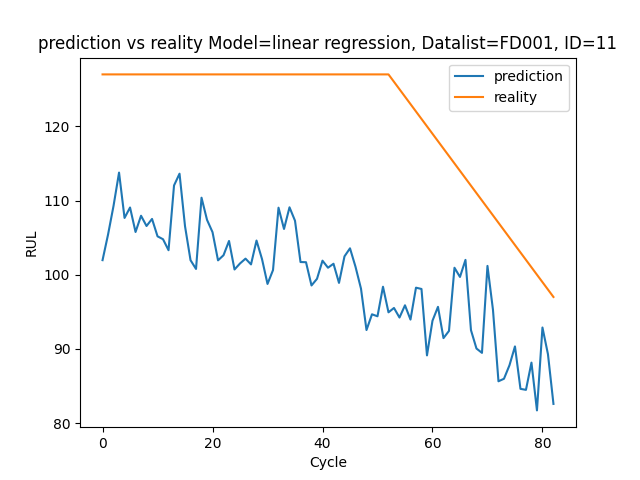 prediction vs reality Model=linear regression, Datalist=FD001, ID=11
prediction
reality
RUL
120
110
100
90
80
0 20 40 60 80
Cycle